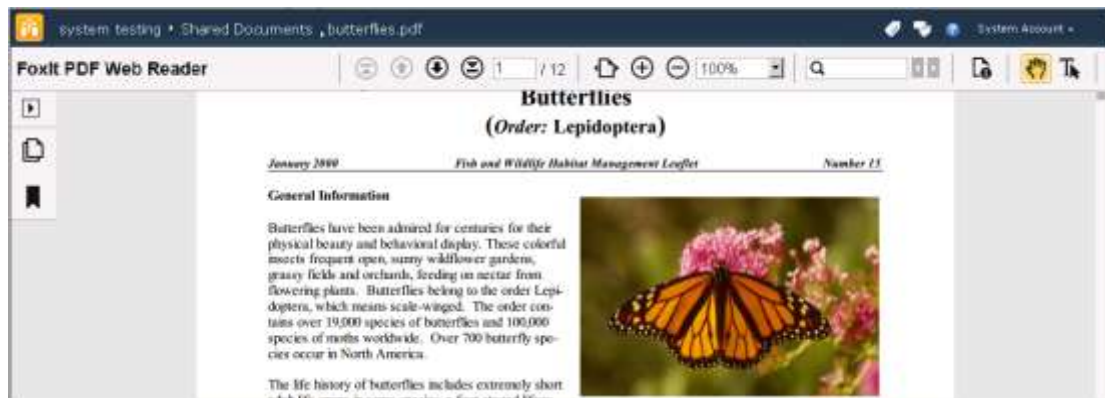 system testing ▸ Shared Documents ▸ butterflies.pdf
System Account
FoxIt PDF Web Reader
1 / 12
100%
Butterflies
(Order: Lepidoptera)
January 2000 Fish and Wildlife Habitat Management Leaflet Number 15
General Information
Butterflies have been admired for centuries for their
physical beauty and behavioral display. These colorful
insects frequent open, sunny wildflower gardens,
grassy fields and orchards, feeding on nectar from
flowering plants. Butterflies belong to the order Lepi-
doptera, which means scale-winged. The order con-
tains over 19,000 species of butterflies and 100,000
species of moths worldwide. Over 700 butterfly spe-
cies occur in North America.
The life history of butterflies includes extremely short